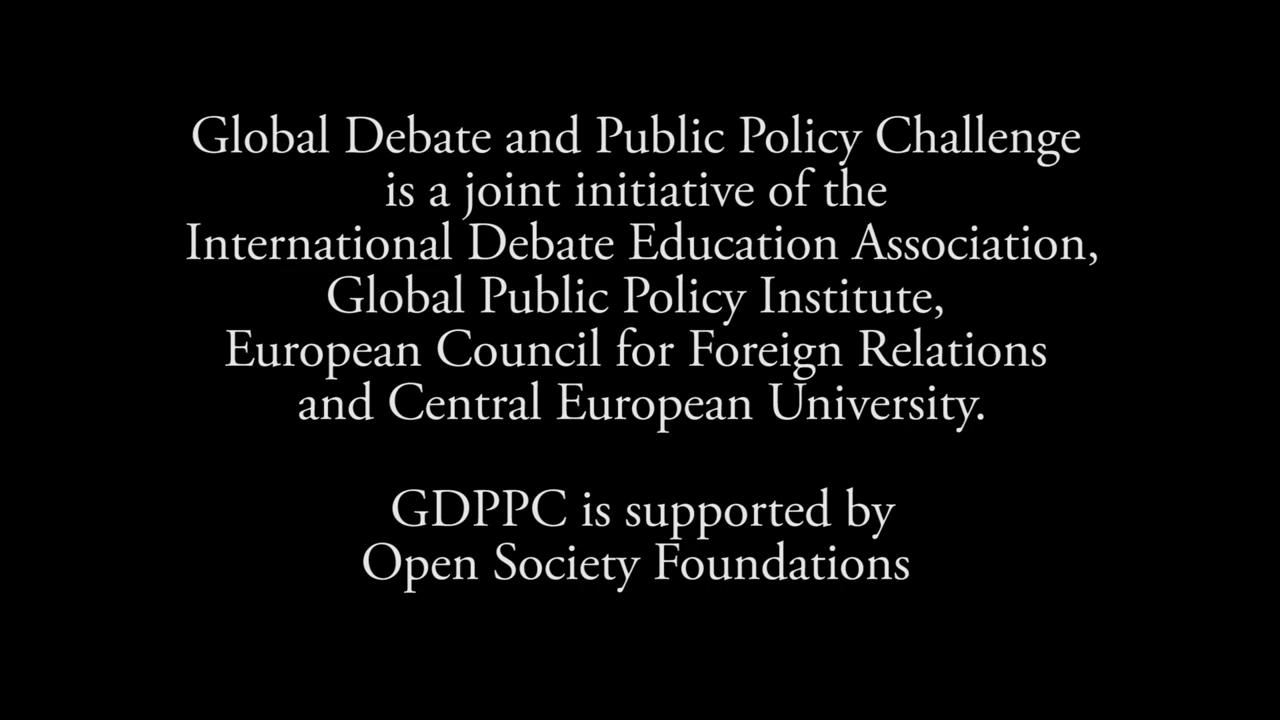 Global Debate and Public Policy Challenge
is a joint initiative of the
International Debate Education Association,
Global Public Policy Institute,
European Council for Foreign Relations
and Central European University.
GDPPC is supported by
Open Society Foundations